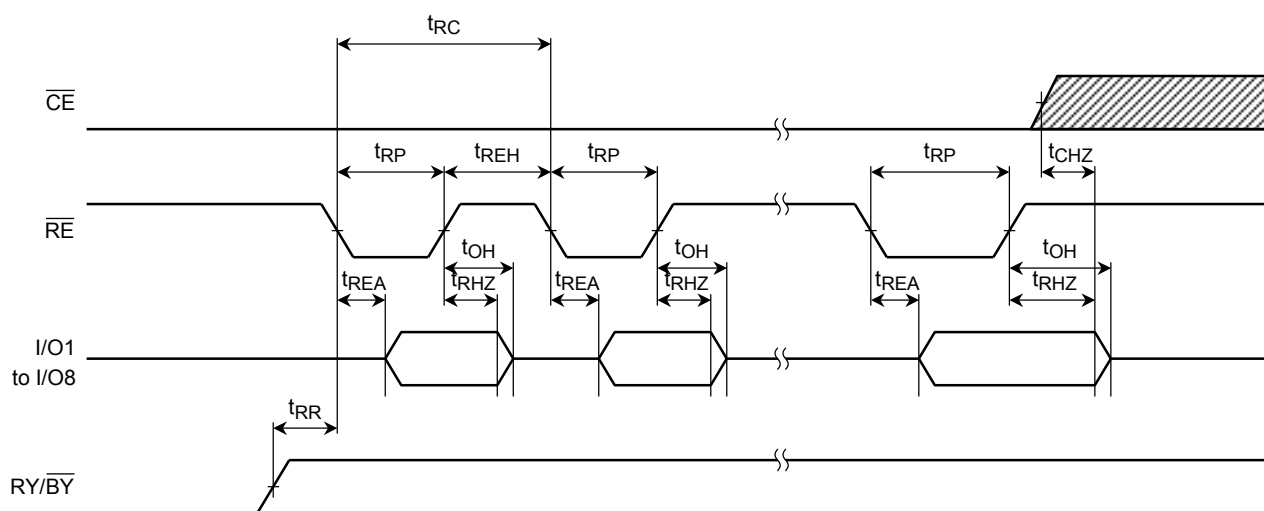 tRC
CE
tRP tREH tRP tRP tCHZ
RE
tOH tOH tOH
tREA tRHZ tREA tRHZ tREA tRHZ
I/O1
to I/O8
tRR
RY/BY